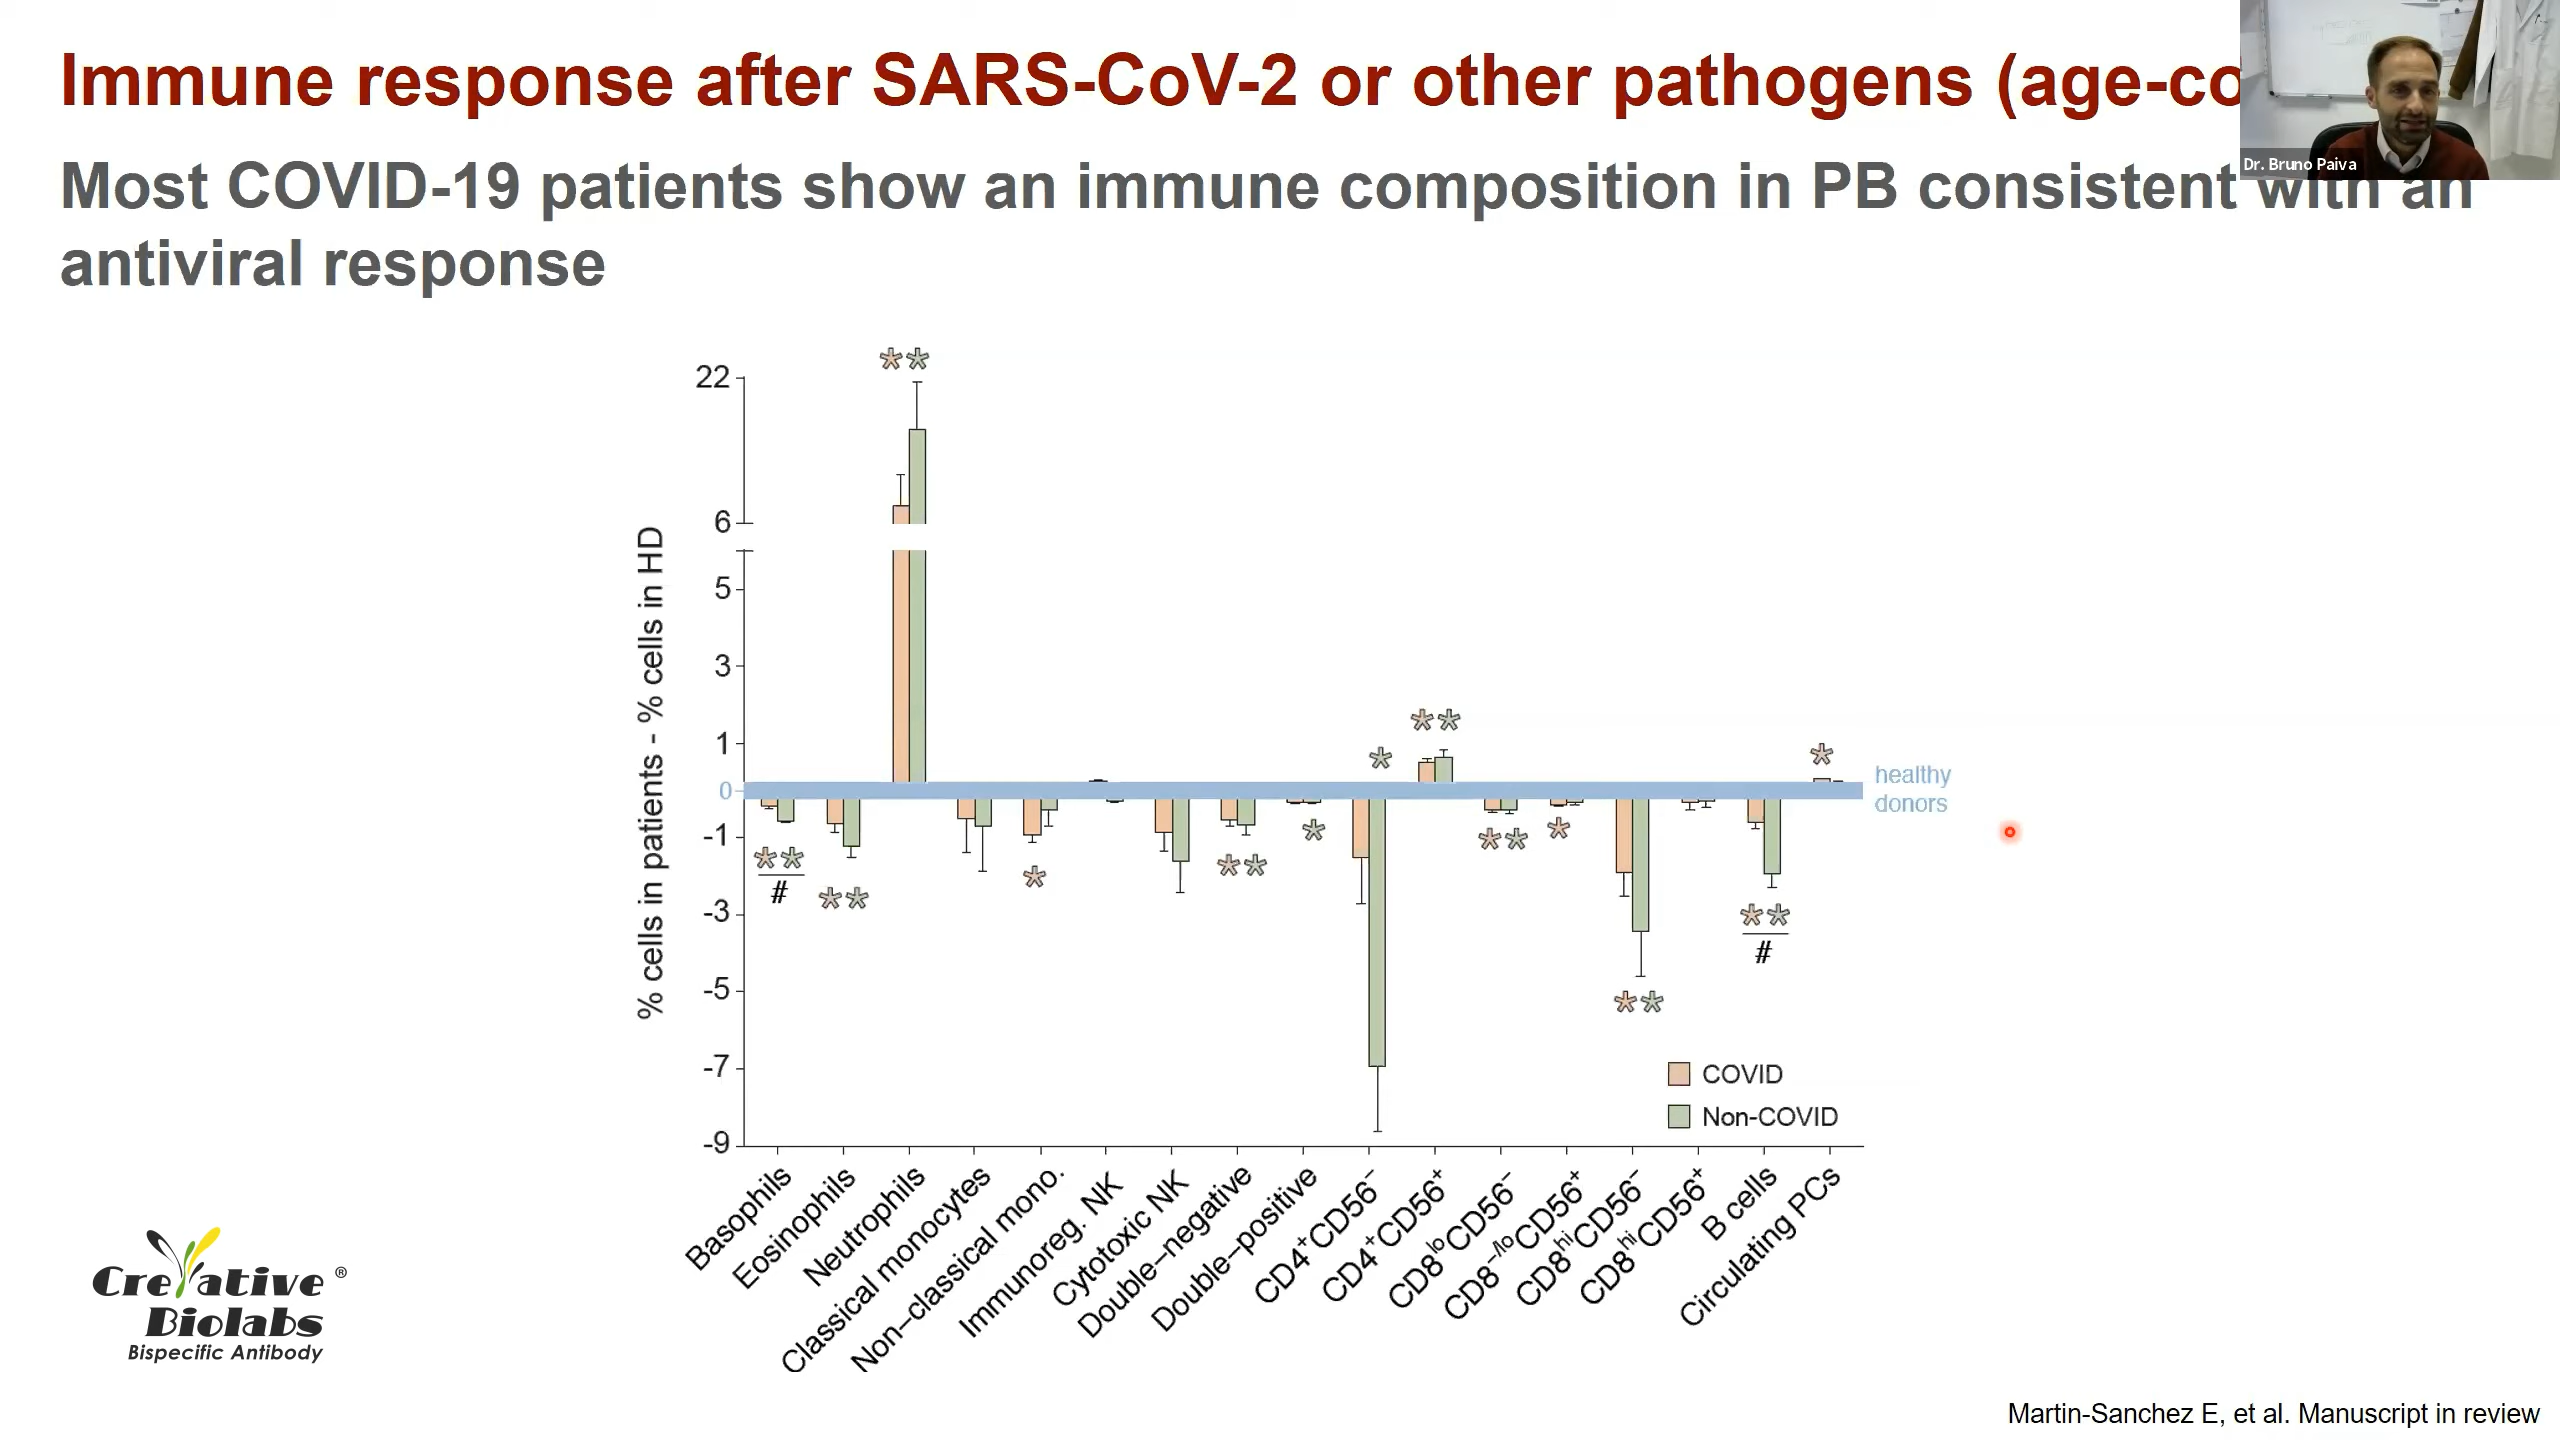 Immune response after SARS-CoV-2 or other pathogens (age-co
Dr. Bruno Paiva
Most COVID-19 patients show an immune composition in PB consistent with an
antiviral response
% cells in patients - % cells in HD
22
6
5
3
1
0
-1
-3
-5
-7
-9
**
**
#
**
*
**
*
*
**
**
*
**
**
#
*
healthy
donors
COVID
Non-COVID
Basophils
Eosinophils
Neutrophils
Classical monocytes
Non–classical mono.
Immunoreg. NK
Cytotoxic NK
Double–negative
Double–positive
CD4⁺CD56⁻
CD4⁺CD56⁺
CD8ˡᵒCD56⁻
CD8⁻/ˡᵒCD56⁺
CD8ʰⁱCD56⁻
CD8ʰⁱCD56⁺
B cells
Circulating PCs
Creative ®
Biolabs
Bispecific Antibody
Martin-Sanchez E, et al. Manuscript in review